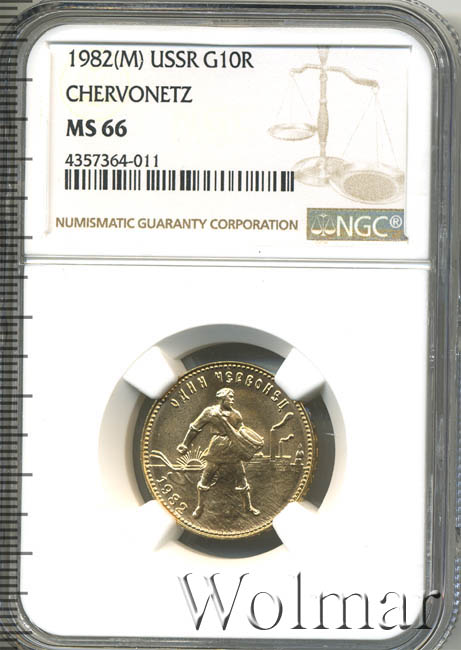 1982(M) USSR G10R
CHERVONETZ
MS 66
4357364-011
NUMISMATIC GUARANTY CORPORATION
NGC®
ОДИН ЧЕРВОНЕЦ
1982
Wolmar